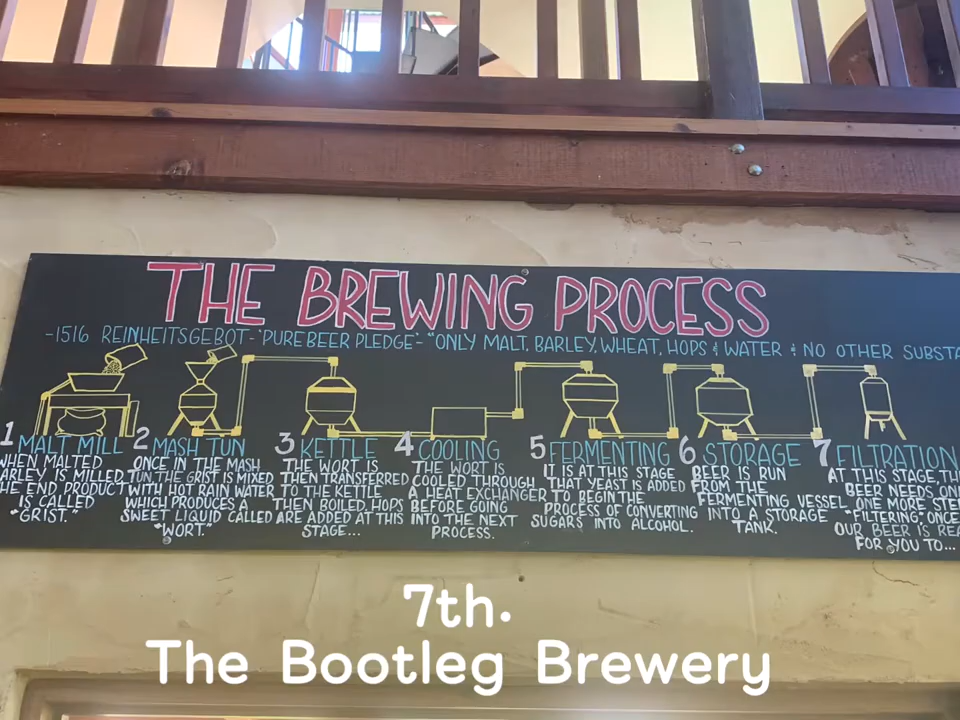 THE BREWING PROCESS
-1516 REINHEITSGEBOT-'PURE BEER PLEDGE'-"ONLY MALT, BARLEY, WHEAT, HOPS & WATER & NO OTHER SUBSTA
1 MALT MILL
WHEN MALTED
ARLEY IS MILLED
HE END PRODUCT
IS CALLED
"GRIST."
2 MASH TUN
ONCE IN THE MASH
TUN, THE GRIST IS MIXED
WITH HOT RAIN WATER
WHICH PRODUCES A
SWEET LIQUID CALLED
"WORT."
3 KETTLE
THE WORT IS
THEN TRANSFERRED
TO THE KETTLE
THEN BOILED. HOPS
ARE ADDED AT THIS
STAGE...
4 COOLING
THE WORT IS
COOLED THROUGH
A HEAT EXCHANGER
BEFORE GOING
INTO THE NEXT
PROCESS.
5 FERMENTING
IT IS AT THIS STAGE
THAT YEAST IS ADDED
TO BEGIN THE
PROCESS OF CONVERTING
SUGARS INTO ALCOHOL.
6 STORAGE
BEER IS RUN
FROM THE
FERMENTING VESSEL
INTO A STORAGE
TANK.
7 FILTRATION
AT THIS STAGE, TH
BEER NEEDS ON
ONE MORE STE
"FILTERING", ONCE
OUR BEER IS REA
FOR YOU TO...
7th.
The Bootleg Brewery